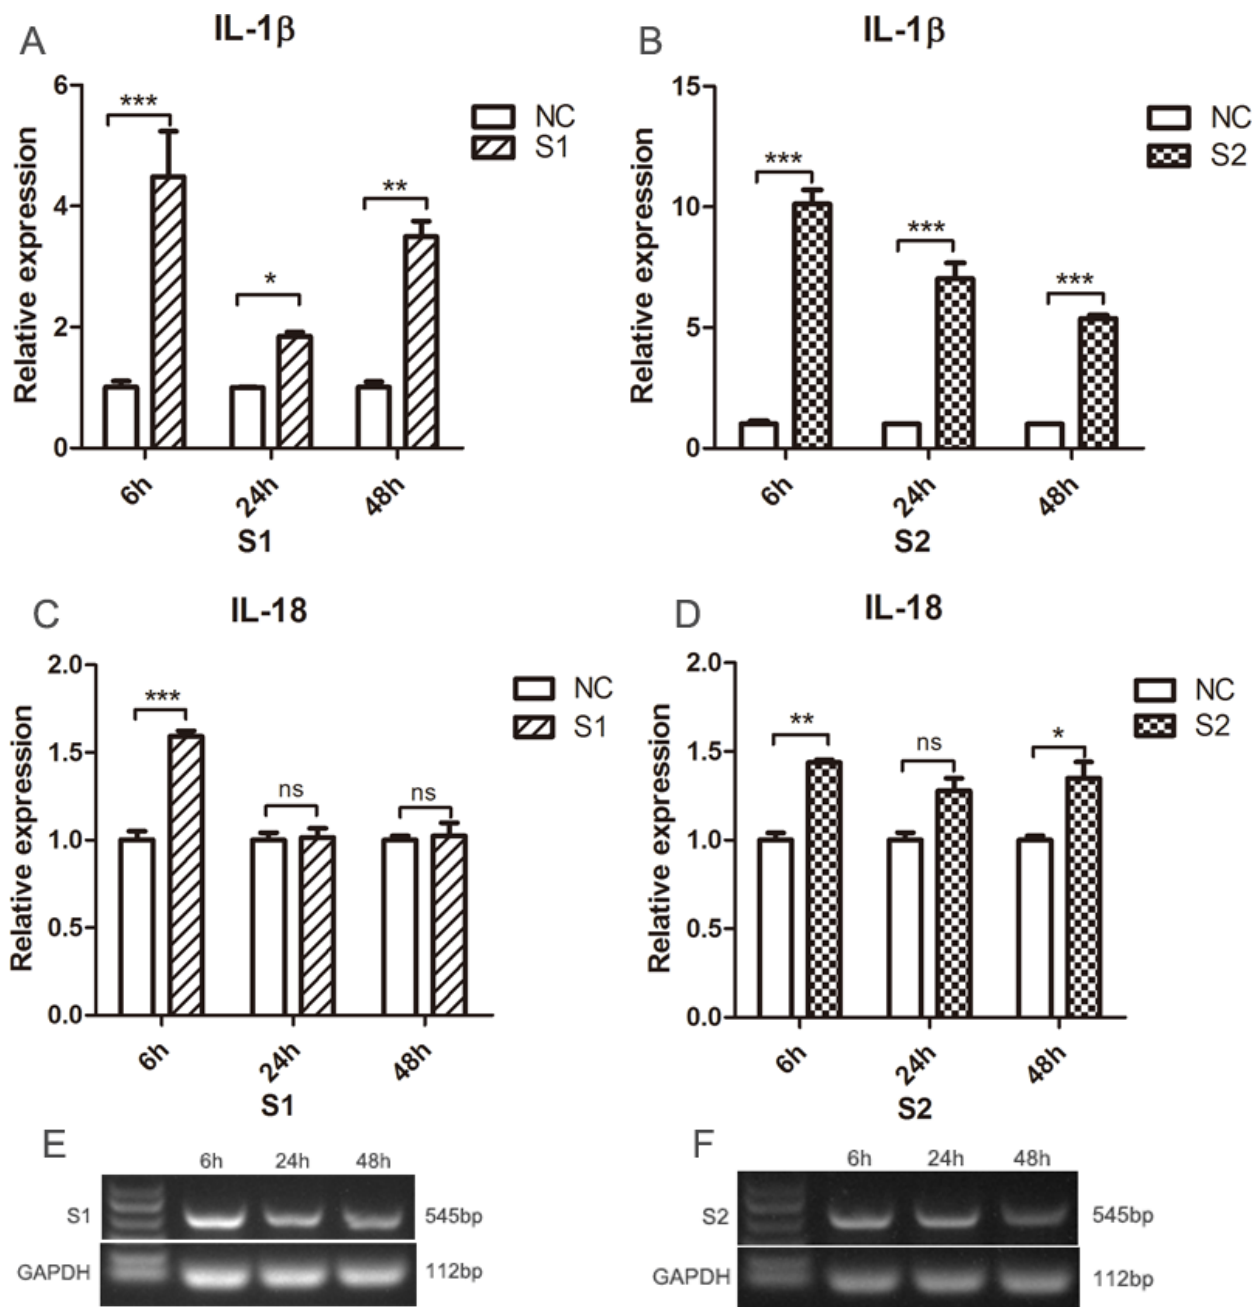 A
IL-1β
Relative expression
6
4
2
0
***
*
**
NC
S1
6h
24h
48h
S1
B
IL-1β
Relative expression
15
10
5
0
***
***
***
NC
S2
6h
24h
48h
S2
C
IL-18
Relative expression
2.0
1.5
1.0
0.5
0.0
***
ns
ns
NC
S1
6h
24h
48h
S1
D
IL-18
Relative expression
2.0
1.5
1.0
0.5
0.0
**
ns
*
NC
S2
6h
24h
48h
S2
E
6h 24h 48h
S1 545bp
GAPDH 112bp
F
6h 24h 48h
S2 545bp
GAPDH 112bp